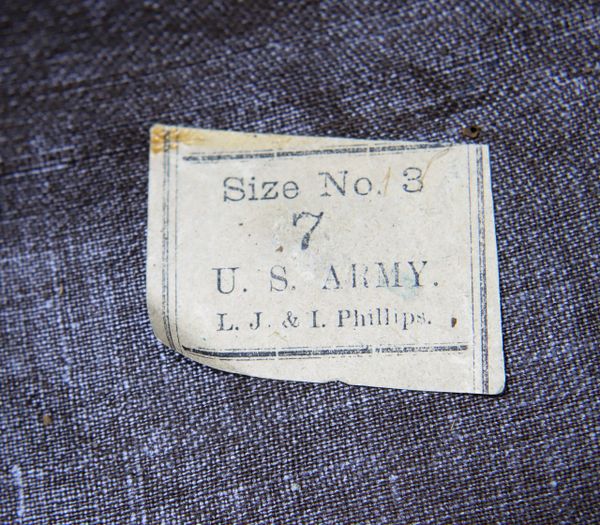 Size No. 3
7
U. S. ARMY.
L. J. & I. Phillips.